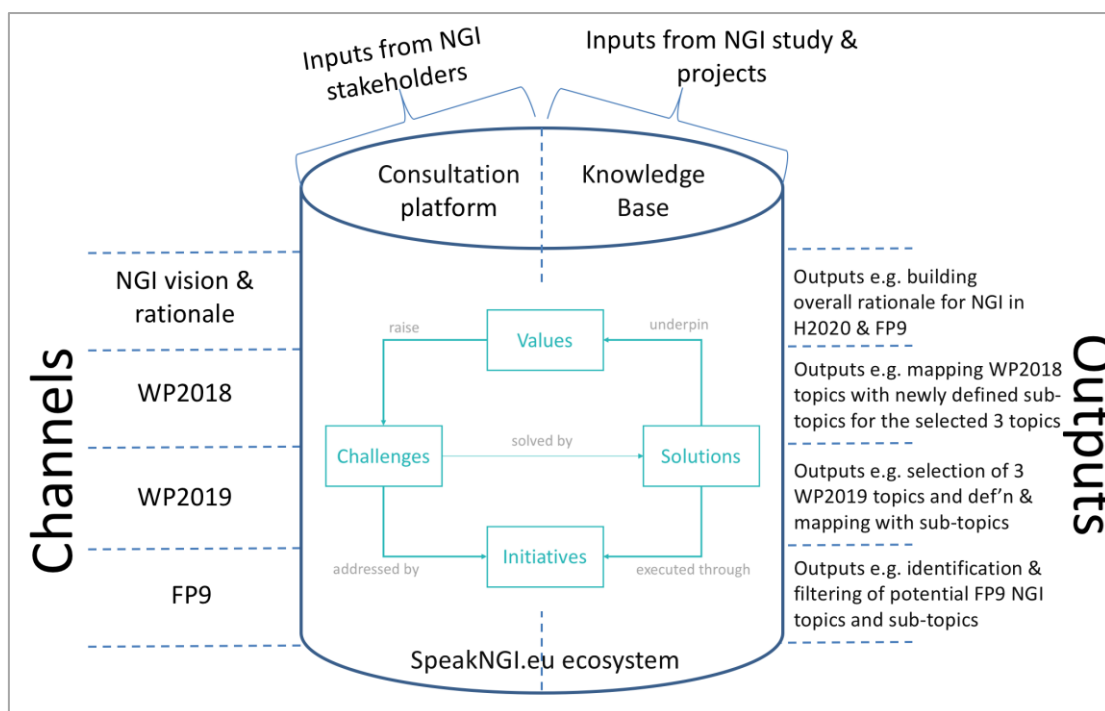 Inputs from NGI
stakeholders
Inputs from NGI study &
projects
Consultation
platform
Knowledge
Base
Channels
NGI vision &
rationale
WP2018
WP2019
FP9
raise
Values
underpin
Challenges
solved by
Solutions
addressed by
Initiatives
executed through
SpeakNGI.eu ecosystem
Outputs e.g. building
overall rationale for NGI in
H2020 & FP9
Outputs e.g. mapping WP2018
topics with newly defined sub-
topics for the selected 3 topics
Outputs e.g. selection of 3
WP2019 topics and def’n &
mapping with sub-topics
Outputs e.g. identification &
filtering of potential FP9 NGI
topics and sub-topics
Outputs